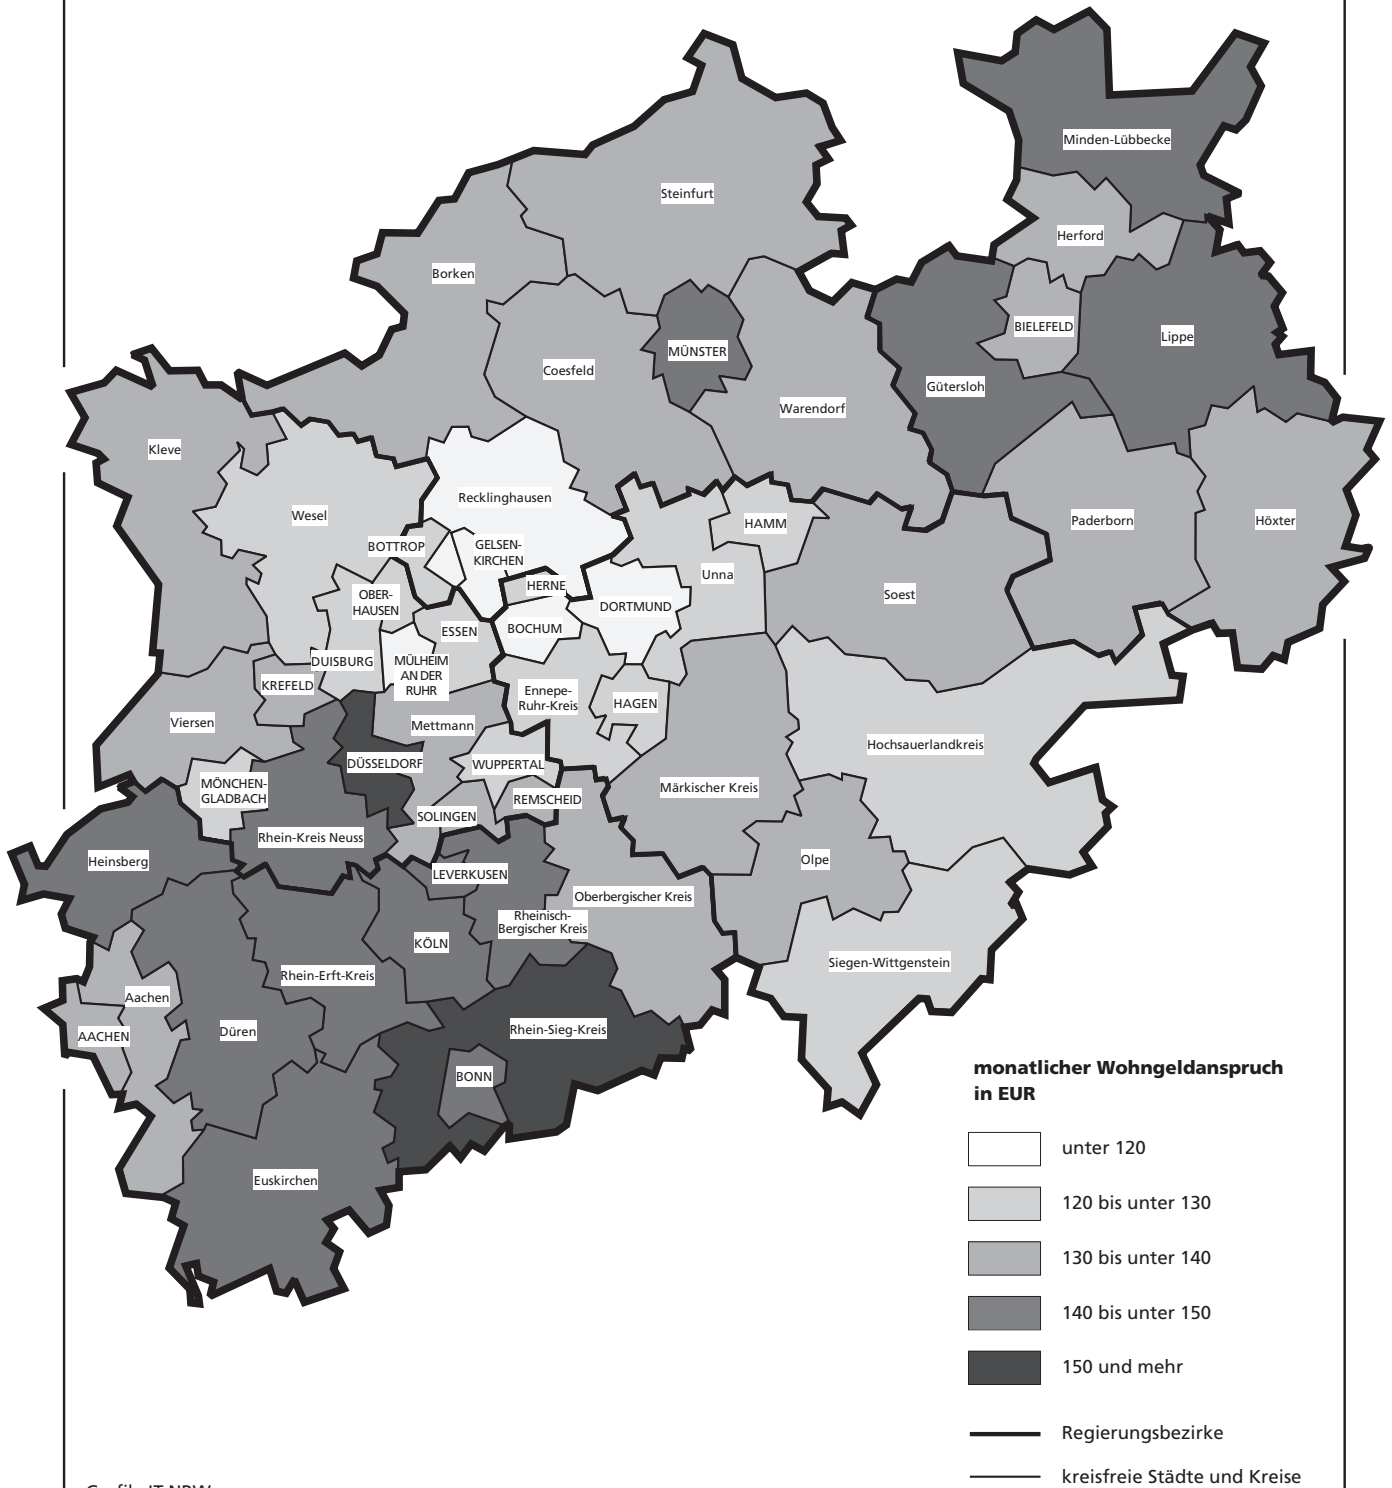 Minden-Lübbecke
Steinfurt
Herford
Borken
BIELEFELD
Lippe
MÜNSTER
Coesfeld
Gütersloh
Warendorf
Kleve
Recklinghausen
Wesel
HAMM
Paderborn
Höxter
BOTTROP
GELSEN-
KIRCHEN
Unna
HERNE
Soest
OBER-
HAUSEN
DORTMUND
ESSEN
BOCHUM
DUISBURG
MÜLHEIM
AN DER
RUHR
KREFELD
Ennepe-
Ruhr-Kreis
HAGEN
Viersen
Mettmann
Hochsauerlandkreis
DÜSSELDORF
WUPPERTAL
MÖNCHEN-
GLADBACH
Märkischer Kreis
REMSCHEID
SOLINGEN
Rhein-Kreis Neuss
Heinsberg
Olpe
LEVERKUSEN
Oberbergischer Kreis
Rheinisch-
Bergischer Kreis
KÖLN
Siegen-Wittgenstein
Rhein-Erft-Kreis
Aachen
Düren
Rhein-Sieg-Kreis
AACHEN
BONN
Euskirchen
monatlicher Wohngeldanspruch
in EUR
unter 120
120 bis unter 130
130 bis unter 140
140 bis unter 150
150 und mehr
Regierungsbezirke
kreisfreie Städte und Kreise
Grafik: IT.NRW